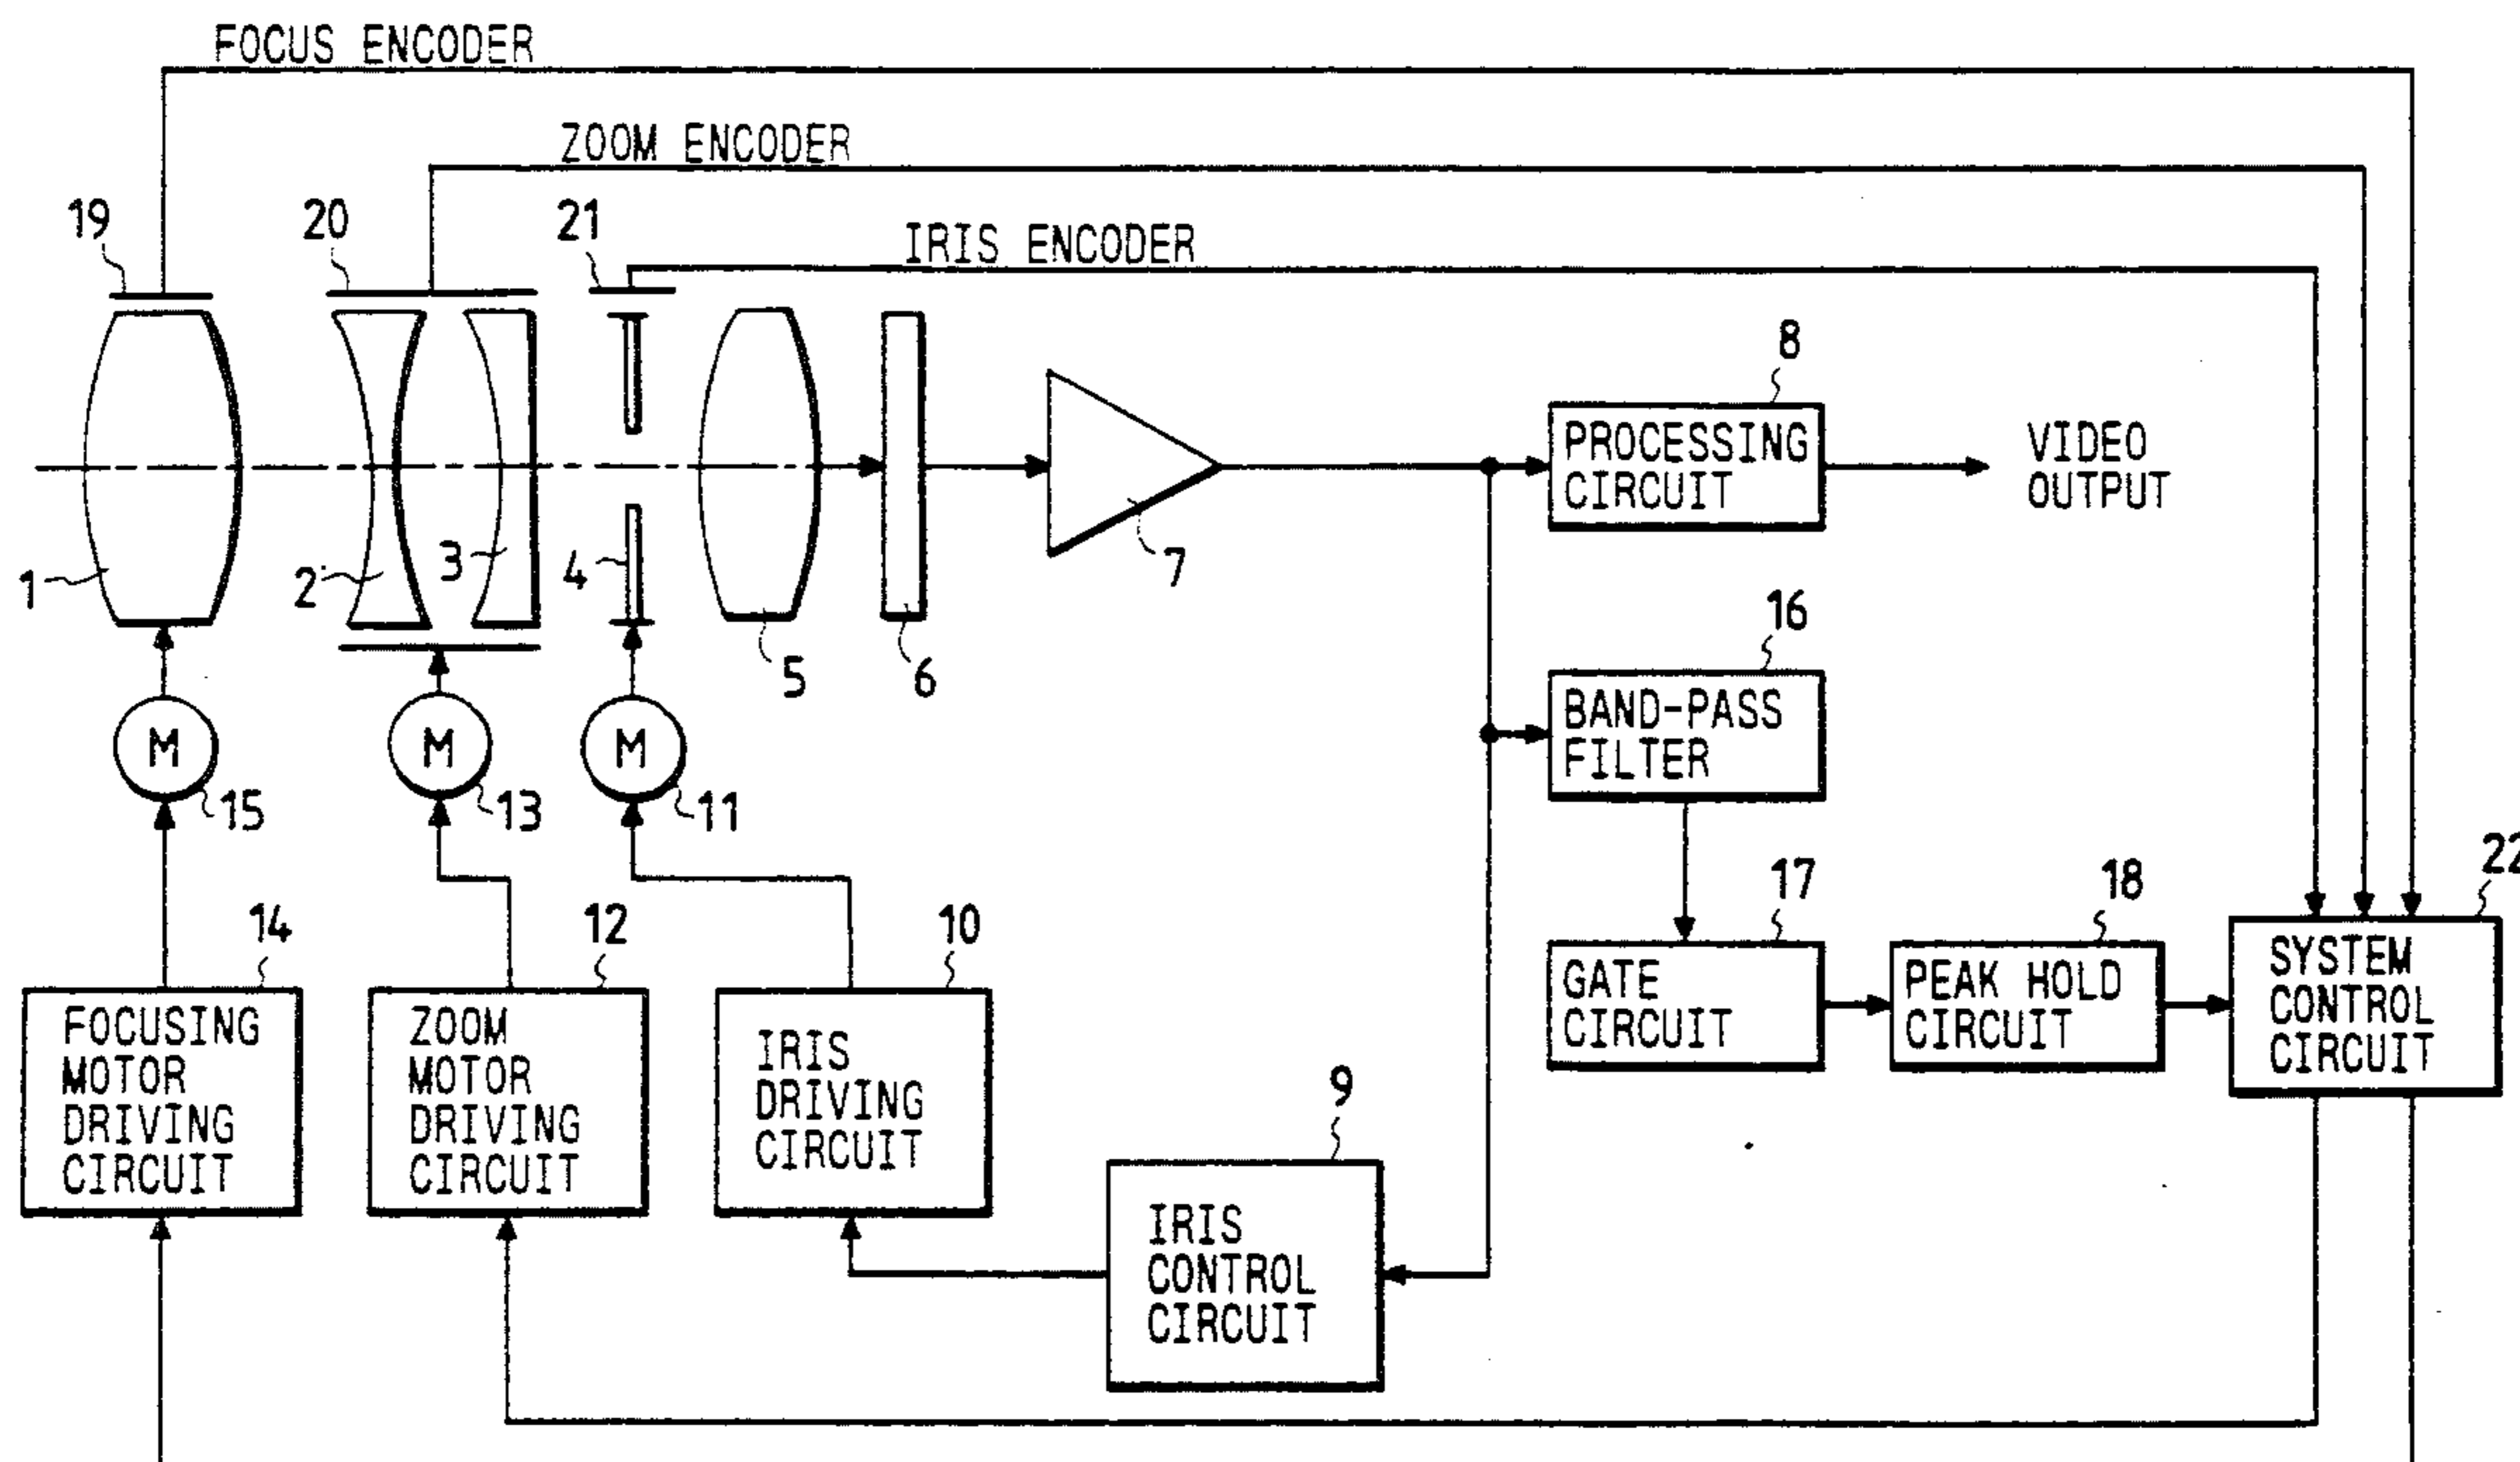 FOCUS ENCODER
ZOOM ENCODER
19
20
21
IRIS ENCODER
8
PROCESSING
CIRCUIT
VIDEO
OUTPUT
1
2
3
4
5
6
7
16
BAND-PASS
FILTER
M
M
M
15
13
11
14
12
10
17
18
22
FOCUSING
MOTOR
DRIVING
CIRCUIT
ZOOM
MOTOR
DRIVING
CIRCUIT
IRIS
DRIVING
CIRCUIT
GATE
CIRCUIT
PEAK HOLD
CIRCUIT
SYSTEM
CONTROL
CIRCUIT
9
IRIS
CONTROL
CIRCUIT